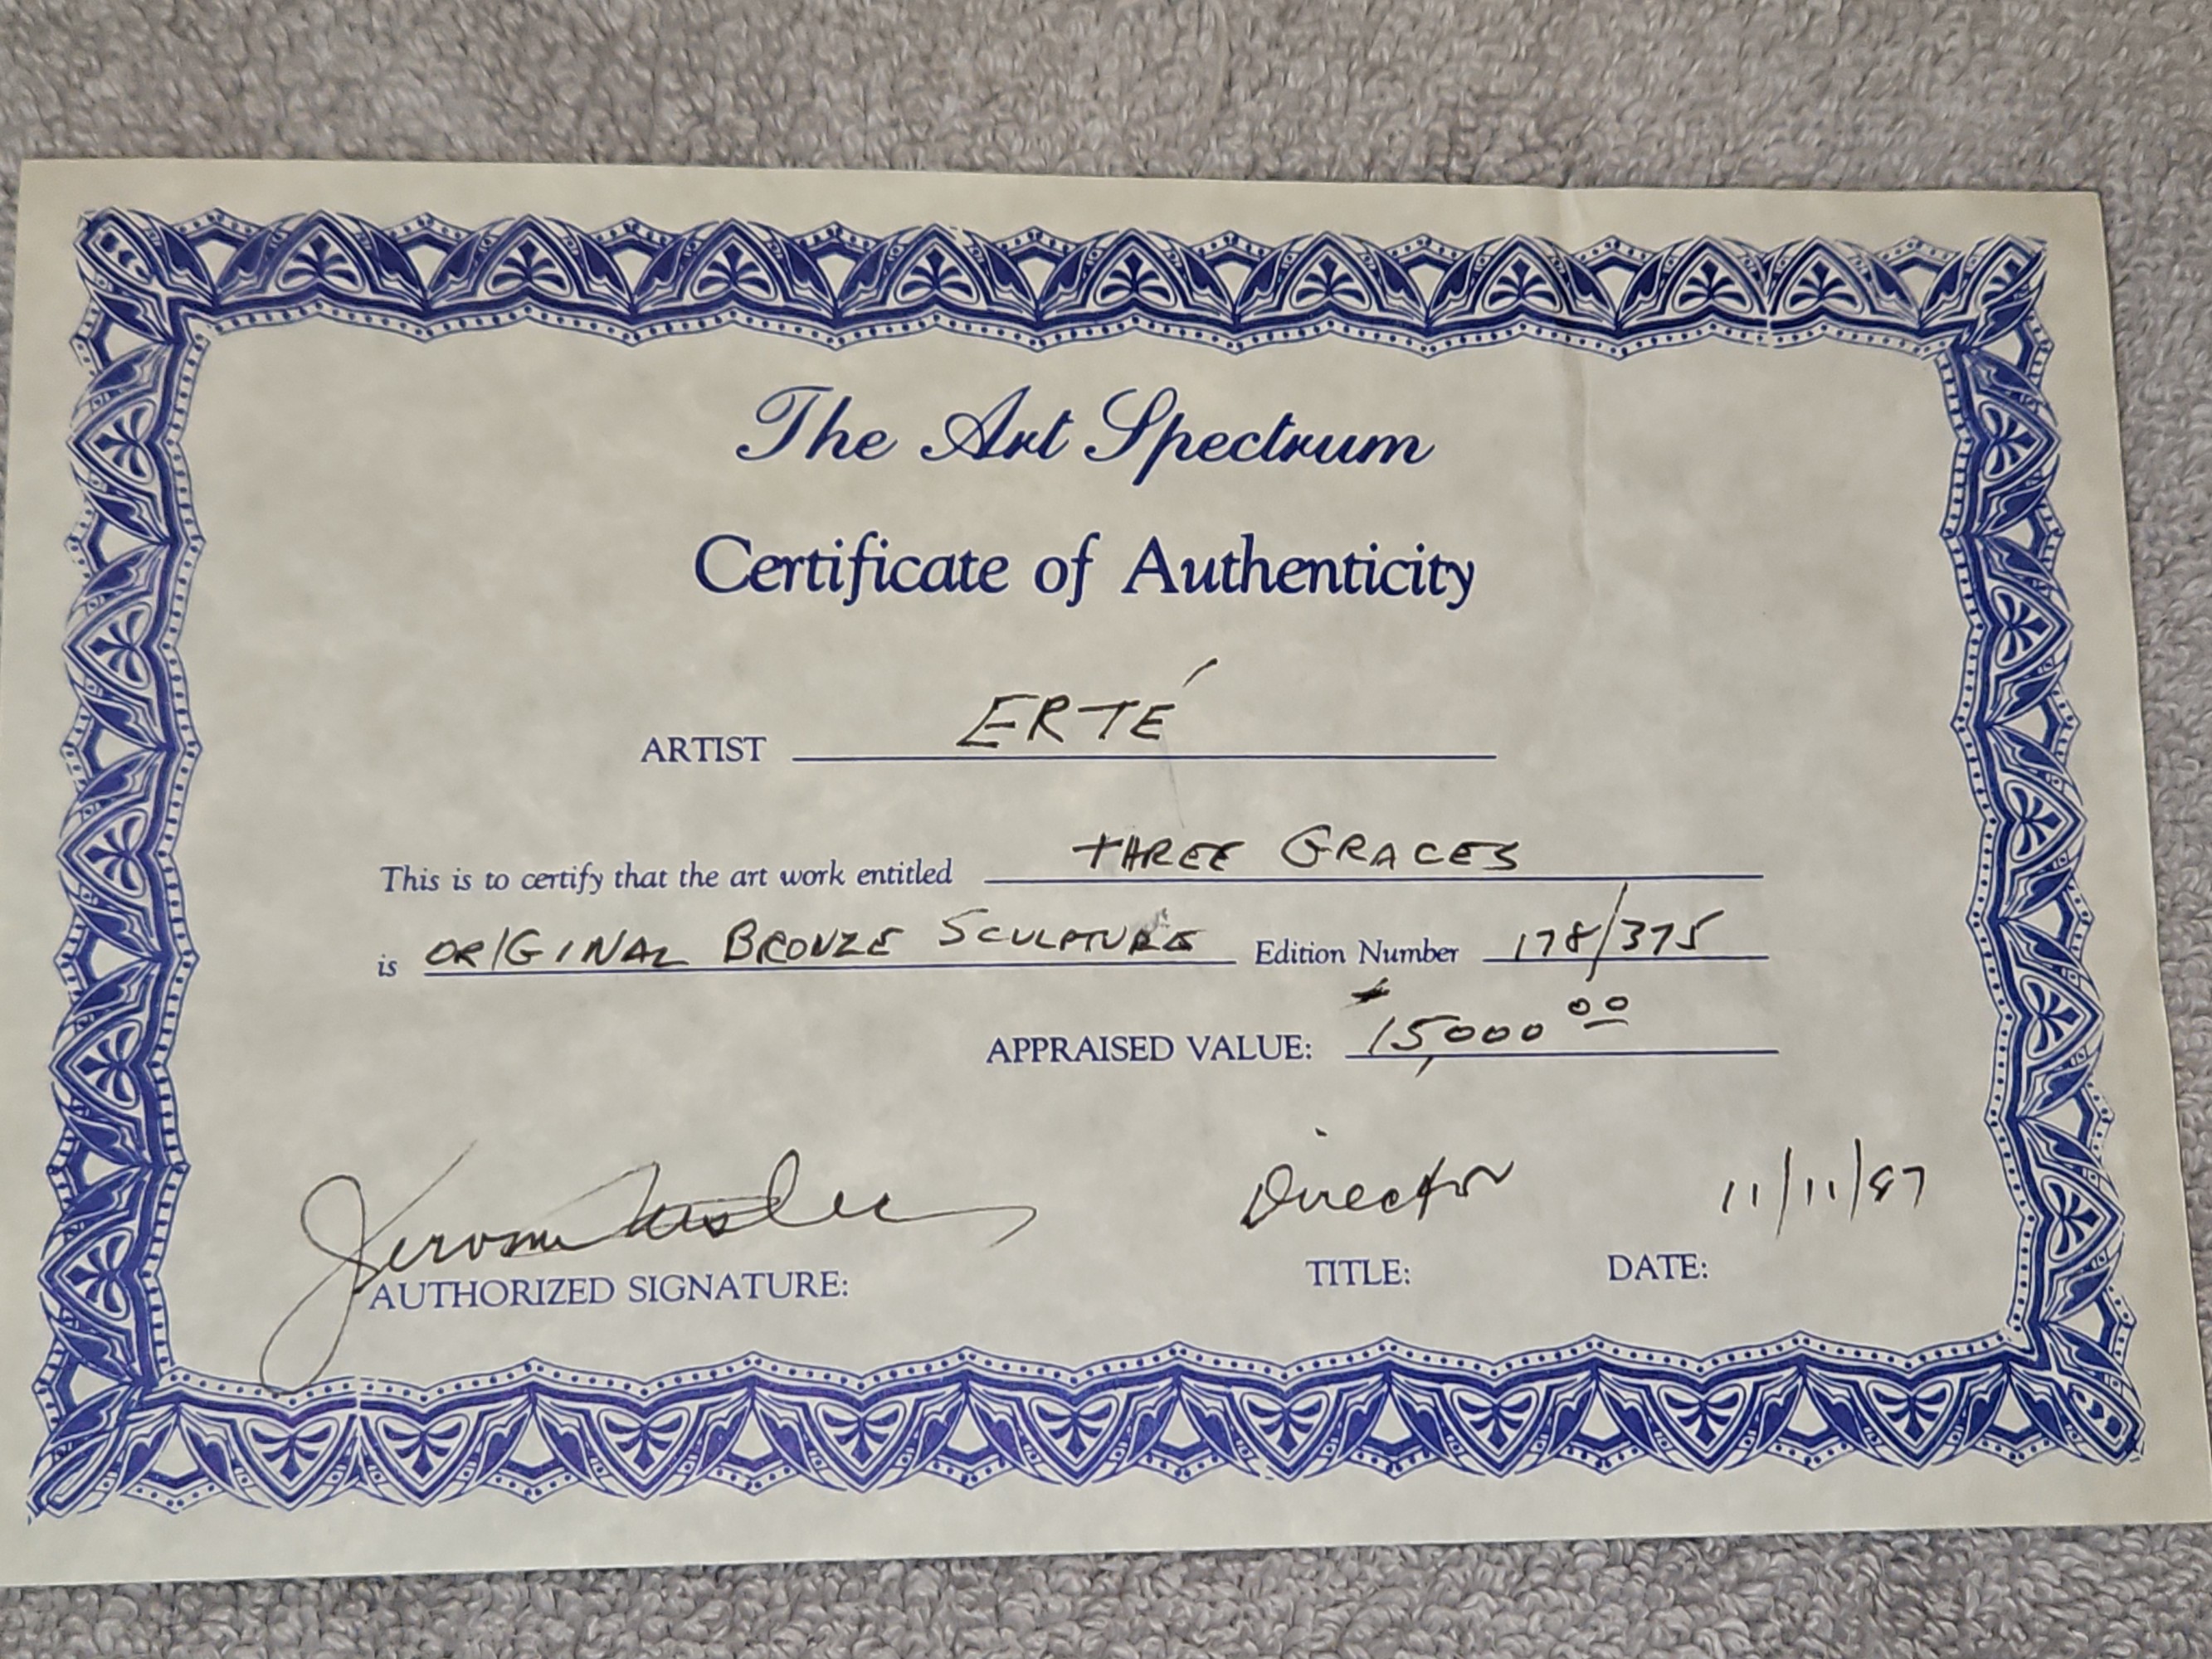 The Art Spectrum
Certificate of Authenticity
ARTIST ERTÉ
This is to certify that the art work entitled THREE GRACES
is ORIGINAL BRONZE SCULPTURE Edition Number 178/375
APPRAISED VALUE: $15,000.00
Jerome
Director 11/11/87
AUTHORIZED SIGNATURE: TITLE: DATE: